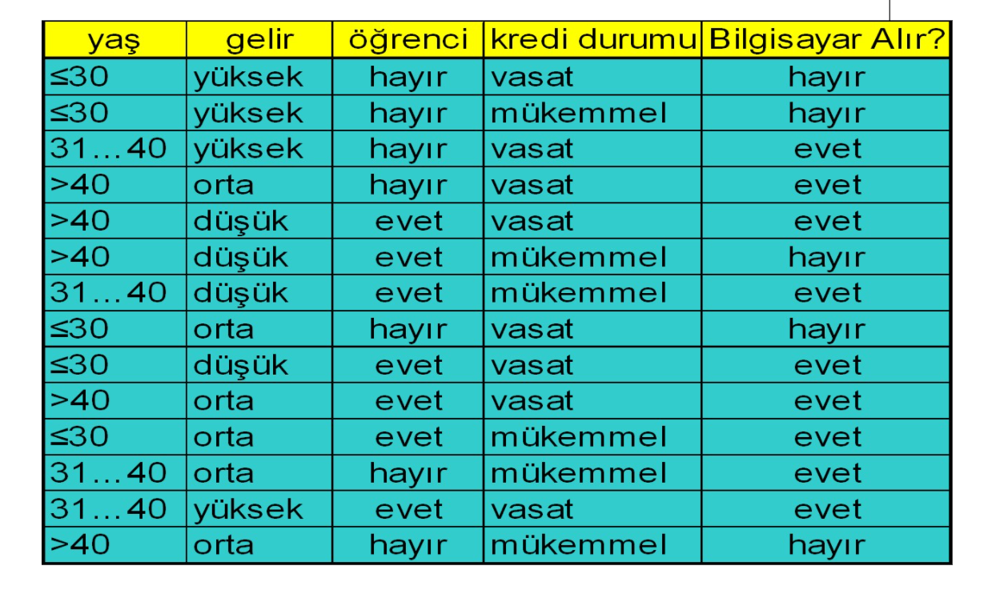 yaş gelir öğrenci kredi durumu Bilgisayar Alır?
≤30 yüksek hayır vasat hayır
≤30 yüksek hayır mükemmel hayır
31...40 yüksek hayır vasat evet
>40 orta hayır vasat evet
>40 düşük evet vasat evet
>40 düşük evet mükemmel hayır
31...40 düşük evet mükemmel evet
≤30 orta hayır vasat hayır
≤30 düşük evet vasat evet
>40 orta evet vasat evet
≤30 orta evet mükemmel evet
31...40 orta hayır mükemmel evet
31...40 yüksek evet vasat evet
>40 orta hayır mükemmel hayır